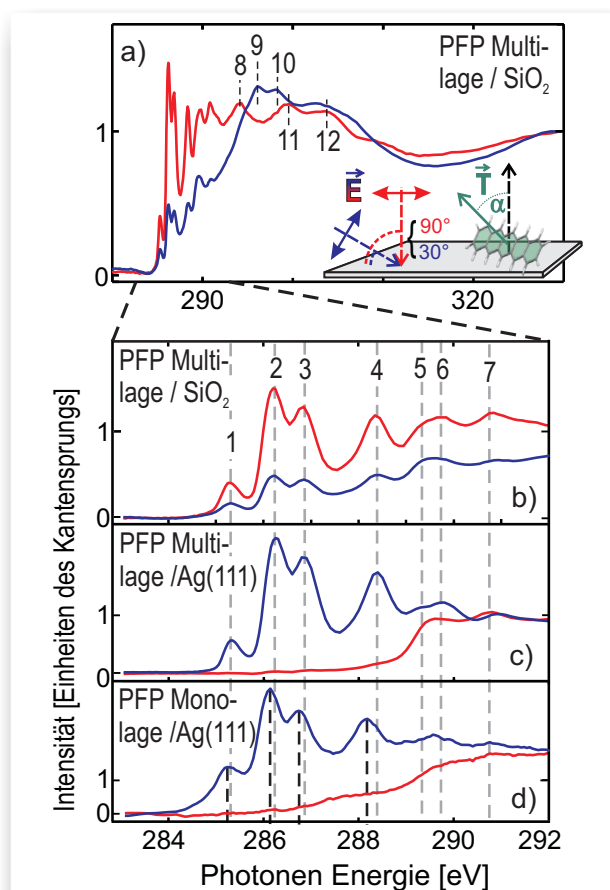 a)
PFP Multi-
lage / SiO₂
8
9
10
11
12
1
0
E
T
α
90°
30°
290
320
PFP Multi-
lage / SiO₂
1
2
3
4
5
6
7
1
0
b)
PFP Multi-
lage /Ag(111)
1
0
c)
PFP Mono-
lage /Ag(111)
1
0
d)
284
286
288
290
292
Photonen Energie [eV]
Intensität [Einheiten des Kantensprungs]